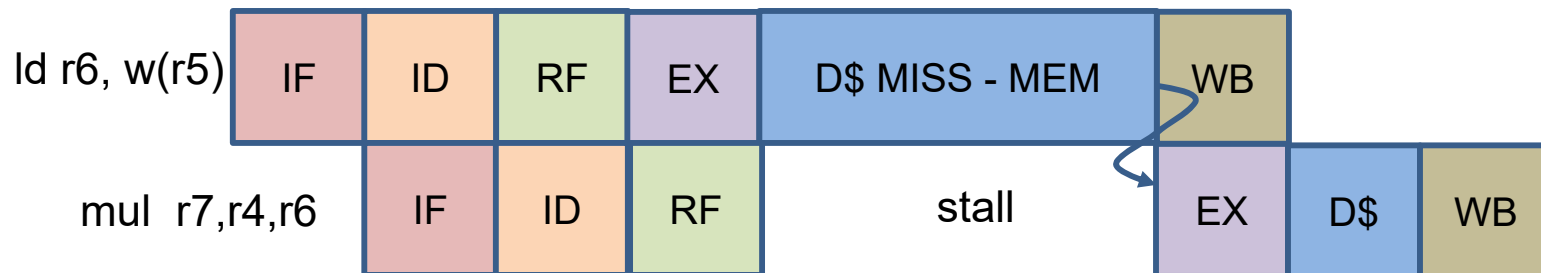 ld r6, w(r5) IF ID RF EX D$ MISS - MEM WB
mul r7,r4,r6 IF ID RF stall EX D$ WB